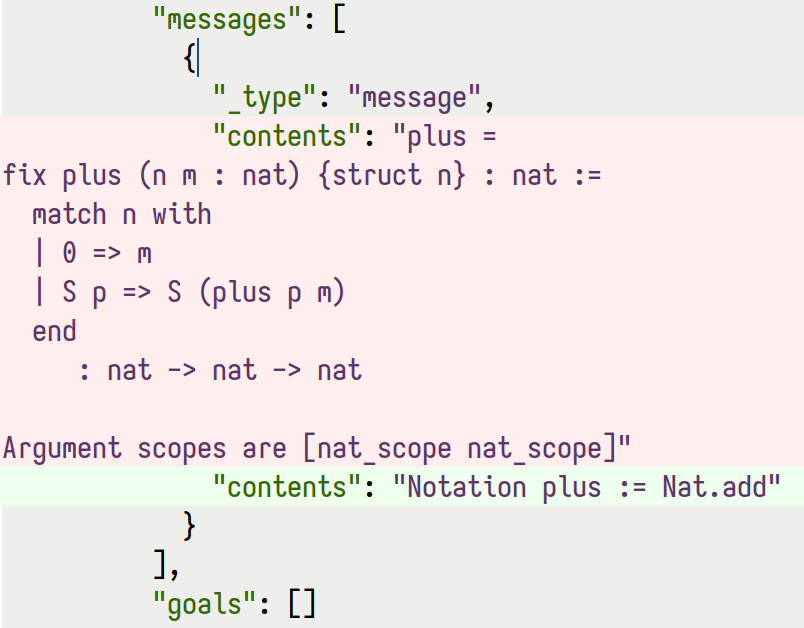 "messages": [
{
"_type": "message",
"contents": "plus =
fix plus (n m : nat) {struct n} : nat :=
match n with
| 0 => m
| S p => S (plus p m)
end
: nat -> nat -> nat
Argument scopes are [nat_scope nat_scope]"
"contents": "Notation plus := Nat.add"
}
],
"goals": []